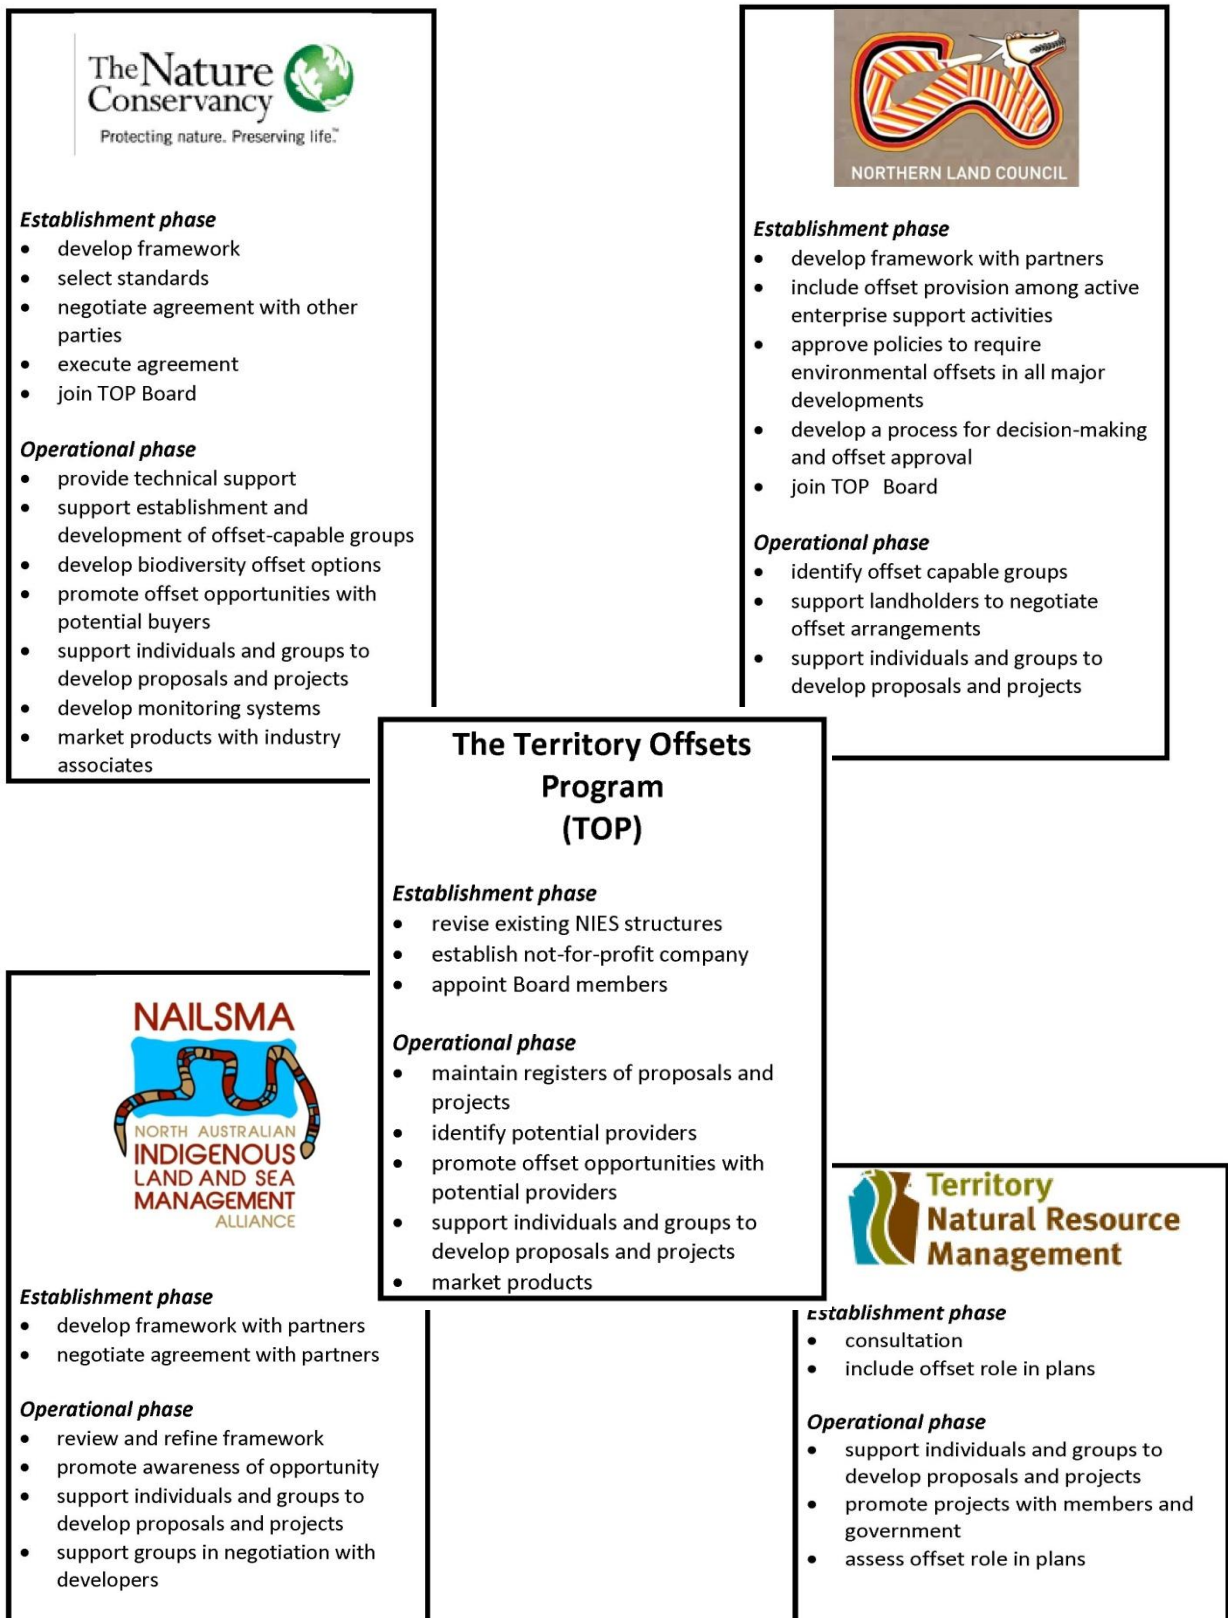 The Nature
Conservancy
Protecting nature. Preserving life.™
Establishment phase
• develop framework
• select standards
• negotiate agreement with other
parties
• execute agreement
• join TOP Board
Operational phase
• provide technical support
• support establishment and
development of offset-capable groups
• develop biodiversity offset options
• promote offset opportunities with
potential buyers
• support individuals and groups to
develop proposals and projects
• develop monitoring systems
• market products with industry
associates
NORTHERN LAND COUNCIL
Establishment phase
• develop framework with partners
• include offset provision among active
enterprise support activities
• approve policies to require
environmental offsets in all major
developments
• develop a process for decision-making
and offset approval
• join TOP Board
Operational phase
• identify offset capable groups
• support landholders to negotiate
offset arrangements
• support individuals and groups to
develop proposals and projects
The Territory Offsets
Program
(TOP)
Establishment phase
• revise existing NIES structures
• establish not-for-profit company
• appoint Board members
Operational phase
• maintain registers of proposals and
projects
• identify potential providers
• promote offset opportunities with
potential providers
• support individuals and groups to
develop proposals and projects
• market products
NAILSMA
NORTH AUSTRALIAN
INDIGENOUS
LAND AND SEA
MANAGEMENT
ALLIANCE
Establishment phase
• develop framework with partners
• negotiate agreement with partners
Operational phase
• review and refine framework
• promote awareness of opportunity
• support individuals and groups to
develop proposals and projects
• support groups in negotiation with
developers
Territory
Natural Resource
Management
Establishment phase
• consultation
• include offset role in plans
Operational phase
• support individuals and groups to
develop proposals and projects
• promote projects with members and
government
• assess offset role in plans